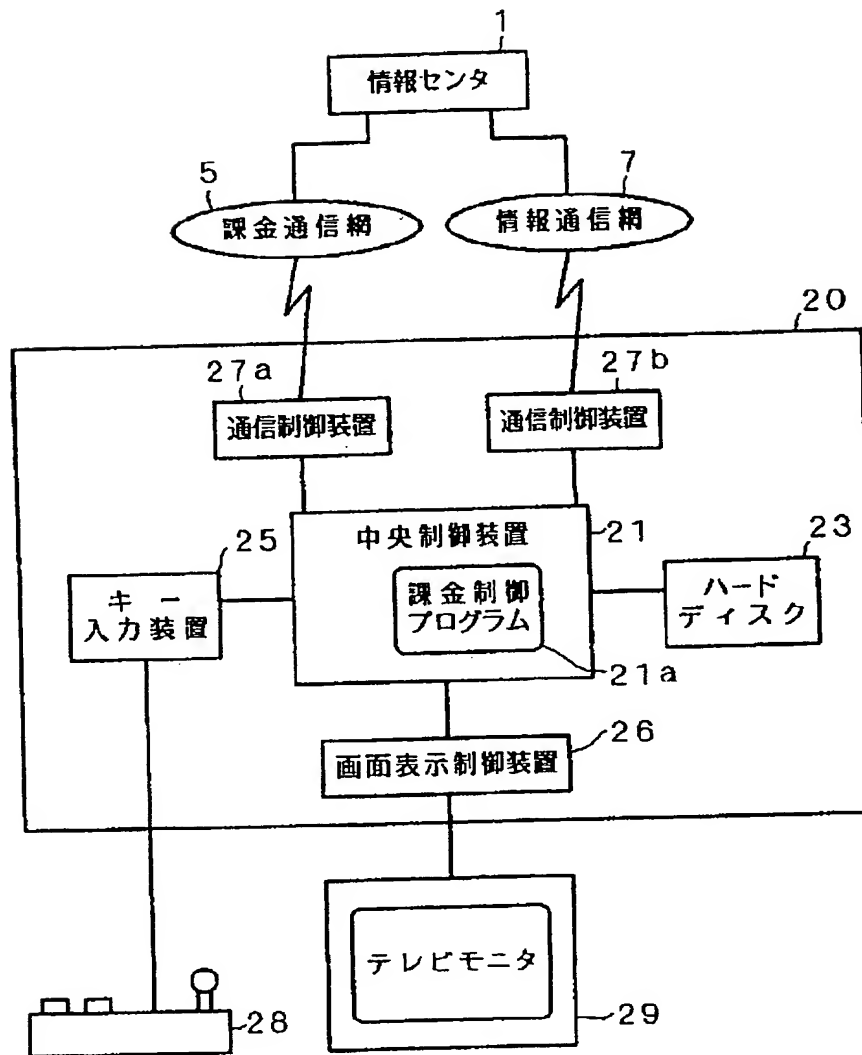 1
情報センタ
5
7
課金通信網
情報通信網
20
27a
27b
通信制御装置
通信制御装置
中央制御装置
21
23
25
キー
入力装置
課金制御
プログラム
ハード
ディスク
21a
26
画面表示制御装置
テレビモニタ
28
29